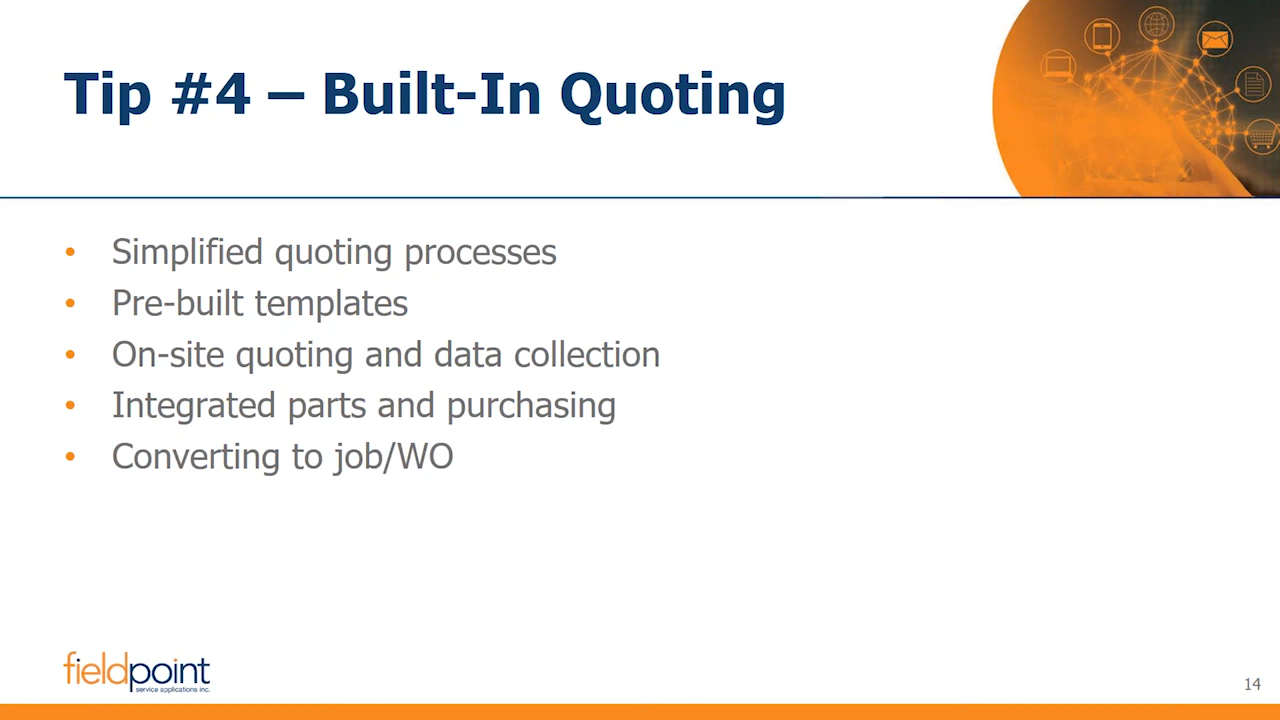 Tip #4 – Built-In Quoting
• Simplified quoting processes
• Pre-built templates
• On-site quoting and data collection
• Integrated parts and purchasing
• Converting to job/WO
fieldpoint
service applications inc.
14